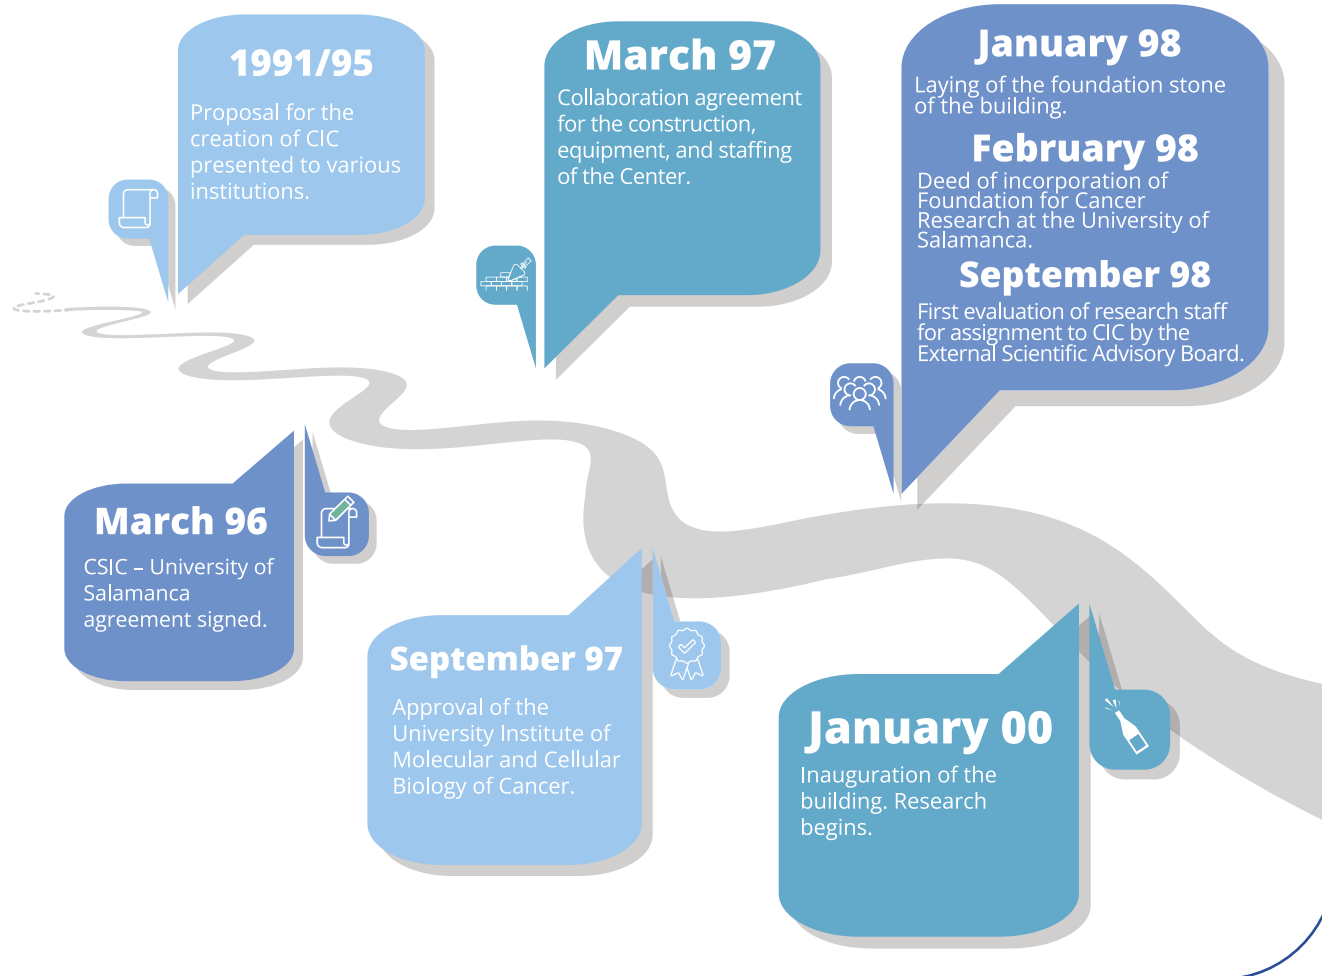 1991/95
Proposal for the
creation of CIC
presented to various
institutions.
March 96
CSIC – University of
Salamanca
agreement signed.
March 97
Collaboration agreement
for the construction,
equipment, and staffing
of the Center.
September 97
Approval of the
University Institute of
Molecular and Cellular
Biology of Cancer.
January 98
Laying of the foundation stone
of the building.
February 98
Deed of incorporation of
Foundation for Cancer
Research at the University of
Salamanca.
September 98
First evaluation of research staff
for assignment to CIC by the
External Scientific Advisory Board.
January 00
Inauguration of the
building. Research
begins.